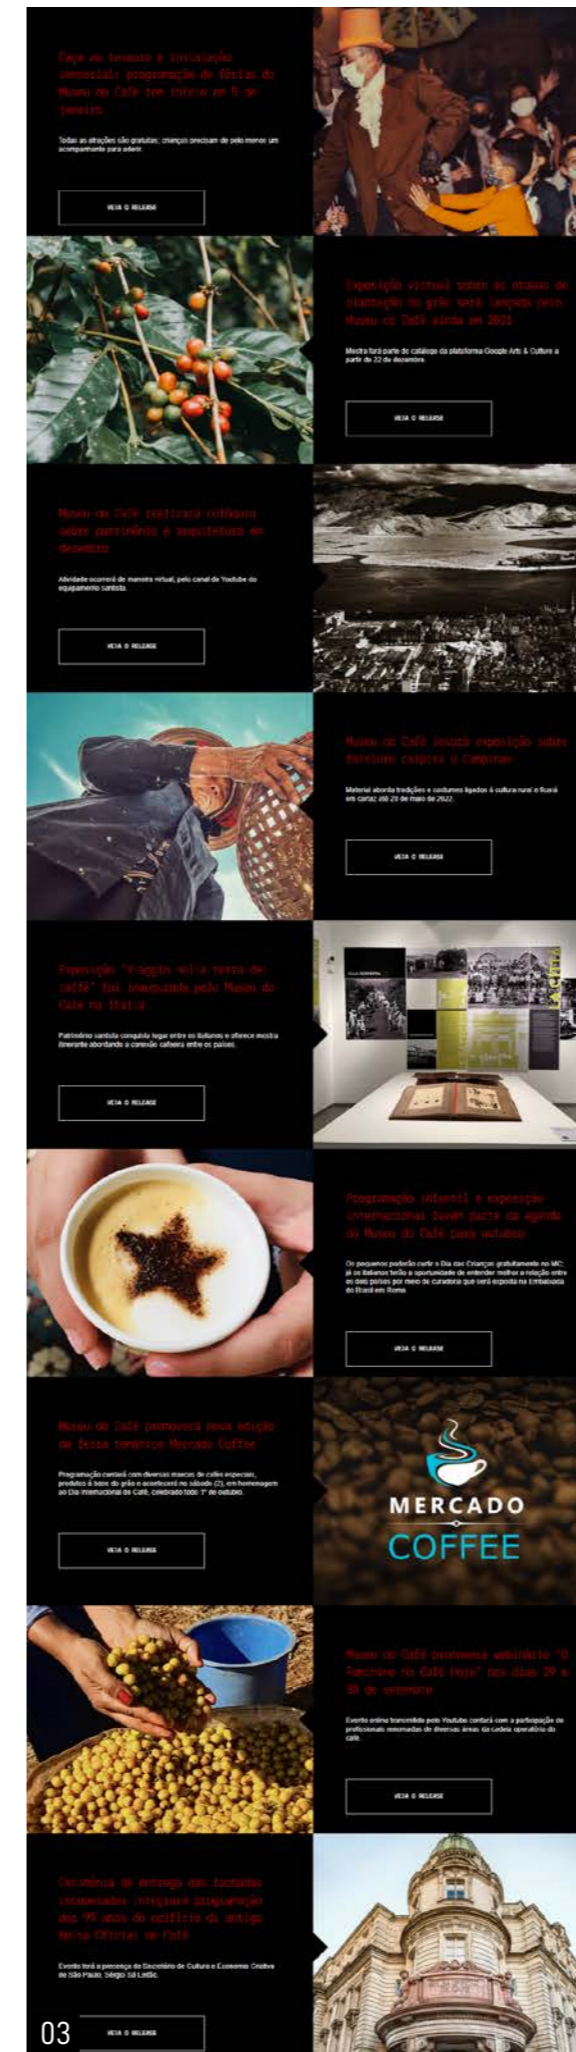 Caça ao tesouro e instalação
sensorial: programação de férias do
Museu do Café tem início em 5 de
janeiro
Todas as atrações são gratuitas; crianças precisam de pelo menos um
acompanhante para aderir.
VEJA O RELEASE
Exposição virtual sobre as etapas de
plantação do grão será lançada pelo
Museu do Café ainda em 2021
Mostra fará parte do catálogo da plataforma Google Arts & Culture a
partir de 22 de dezembro.
VEJA O RELEASE
Museu do Café realizará colóquio
sobre patrimônio e arquitetura em
dezembro
Atividade ocorrerá de maneira virtual, pelo canal do Youtube do
equipamento santista.
VEJA O RELEASE
Museu do Café levará exposição sobre
folclore caipira a Campinas
Material aborda tradições e costumes ligados à cultura rural e ficará
em cartaz até 20 de maio de 2022.
VEJA O RELEASE
Exposição "Viaggio nella terra del
caffè" foi inaugurada pelo Museu do
Café na Itália
Patrimônio santista conquista lugar entre os italianos e oferece mostra
itinerante abordando a conexão cafeeira entre os países.
VEJA O RELEASE
LA CITTÀ
Programação infantil e exposição
internacional fazem parte da agenda
do Museu do Café para outubro
Os pequenos poderão curtir o Dia das Crianças gratuitamente no MC;
já os italianos terão a oportunidade de entender melhor a relação entre
os dois países por meio de curadoria que será exposta na Embaixada
do Brasil em Roma
VEJA O RELEASE
Museu do Café promoverá nova edição
da feira temática Mercado Coffee
Programação contará com diversas marcas de cafés especiais,
produtos à base do grão e acontecerá no sábado (2), em homenagem
ao Dia Internacional do Café, celebrado todo 1º de outubro.
VEJA O RELEASE
MERCADO
COFFEE
Museu do Café promoverá webinário "O
Feminino no Café Hoje" nos dias 29 e
30 de setembro
Evento online transmitido pelo Youtube contará com a participação de
profissionais renomadas de diversas áreas da cadeia operatória do
café.
VEJA O RELEASE
Cerimônia de entrega das fachadas
recuperadas integrará programação
dos 99 anos do edifício da antiga
Bolsa Oficial de Café
Evento terá a presença do Secretário de Cultura e Economia Criativa
de São Paulo, Sérgio Sá Leitão.
03
VEJA O RELEASE